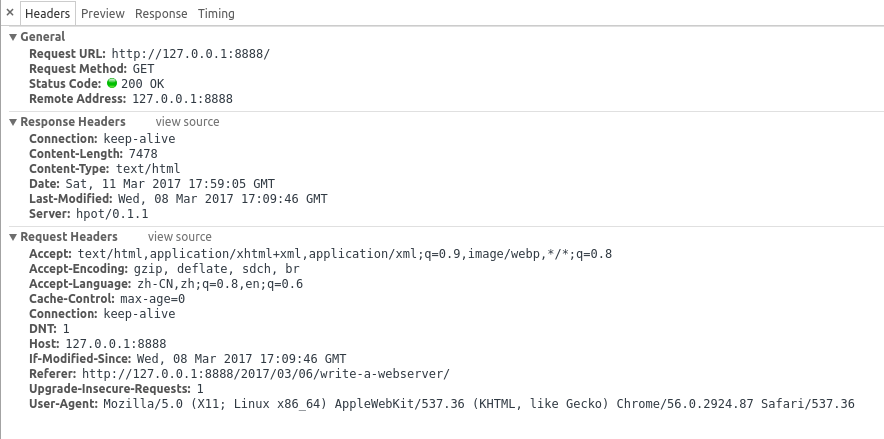 × Headers Preview Response Timing
▼ General
Request URL: http://127.0.0.1:8888/
Request Method: GET
Status Code: 200 OK
Remote Address: 127.0.0.1:8888
▼ Response Headers view source
Connection: keep-alive
Content-Length: 7478
Content-Type: text/html
Date: Sat, 11 Mar 2017 17:59:05 GMT
Last-Modified: Wed, 08 Mar 2017 17:09:46 GMT
Server: hpot/0.1.1
▼ Request Headers view source
Accept: text/html,application/xhtml+xml,application/xml;q=0.9,image/webp,*/*;q=0.8
Accept-Encoding: gzip, deflate, sdch, br
Accept-Language: zh-CN,zh;q=0.8,en;q=0.6
Cache-Control: max-age=0
Connection: keep-alive
DNT: 1
Host: 127.0.0.1:8888
If-Modified-Since: Wed, 08 Mar 2017 17:09:46 GMT
Referer: http://127.0.0.1:8888/2017/03/06/write-a-webserver/
Upgrade-Insecure-Requests: 1
User-Agent: Mozilla/5.0 (X11; Linux x86_64) AppleWebKit/537.36 (KHTML, like Gecko) Chrome/56.0.2924.87 Safari/537.36